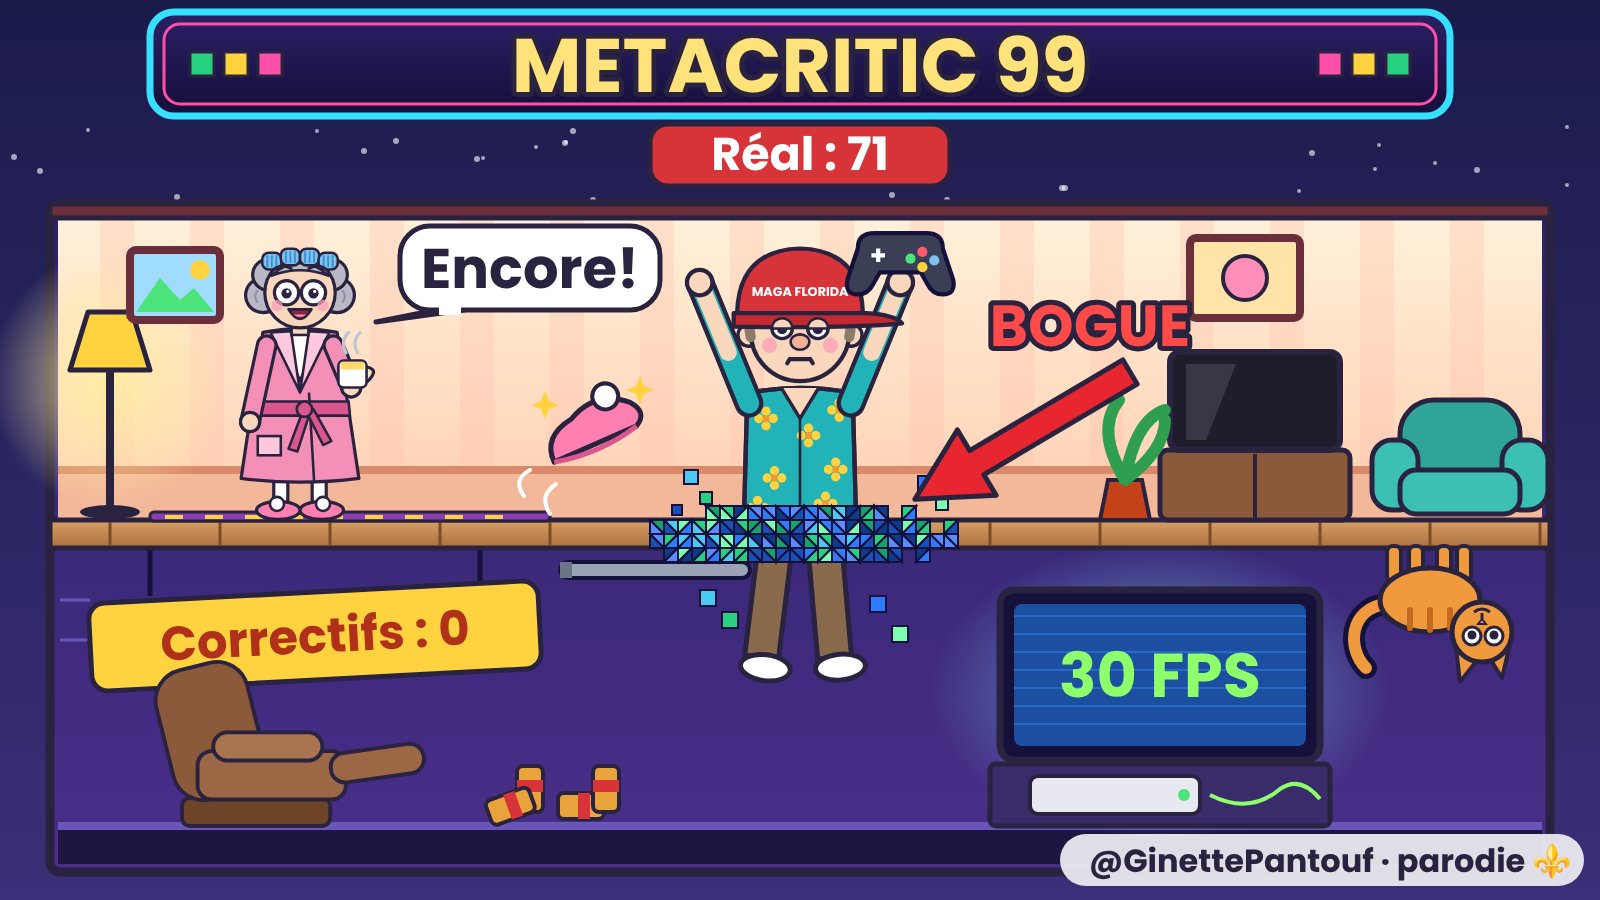 METACRITIC 99
Réal : 71
Encore!
MAGA FLORIDA
BOGUE
Correctifs : 0
30 FPS
@GinettePantouf · parodie